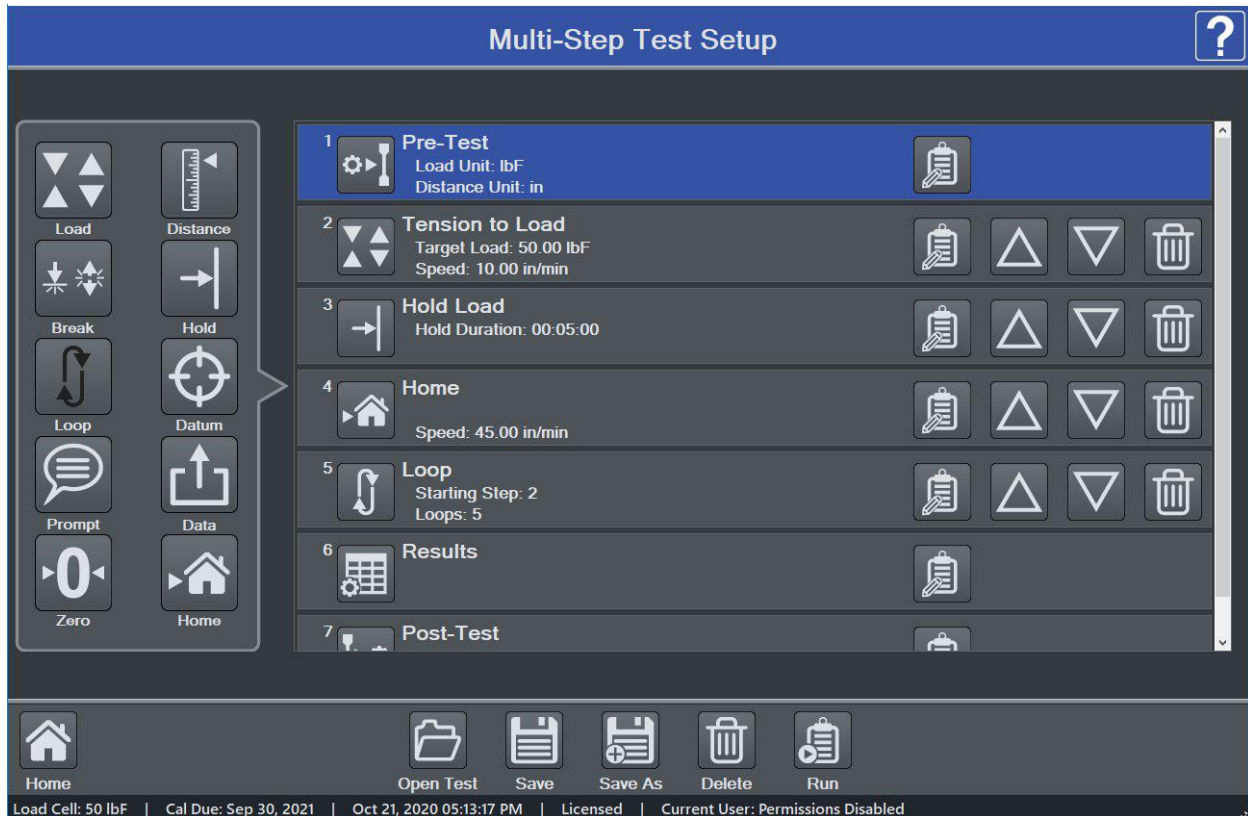 Multi-Step Test Setup
?
Load
Distance
Break
Hold
Loop
Datum
Prompt
Data
0
Zero
Home
1
Pre-Test
Load Unit: lbF
Distance Unit: in
2
Tension to Load
Target Load: 50.00 lbF
Speed: 10.00 in/min
3
Hold Load
Hold Duration: 00:05:00
4
Home
Speed: 45.00 in/min
5
Loop
Starting Step: 2
Loops: 5
6
Results
7
Post-Test
Home
Open Test
Save
Save As
Delete
Run
Load Cell: 50 lbF | Cal Due: Sep 30, 2021 | Oct 21, 2020 05:13:17 PM | Licensed | Current User: Permissions Disabled